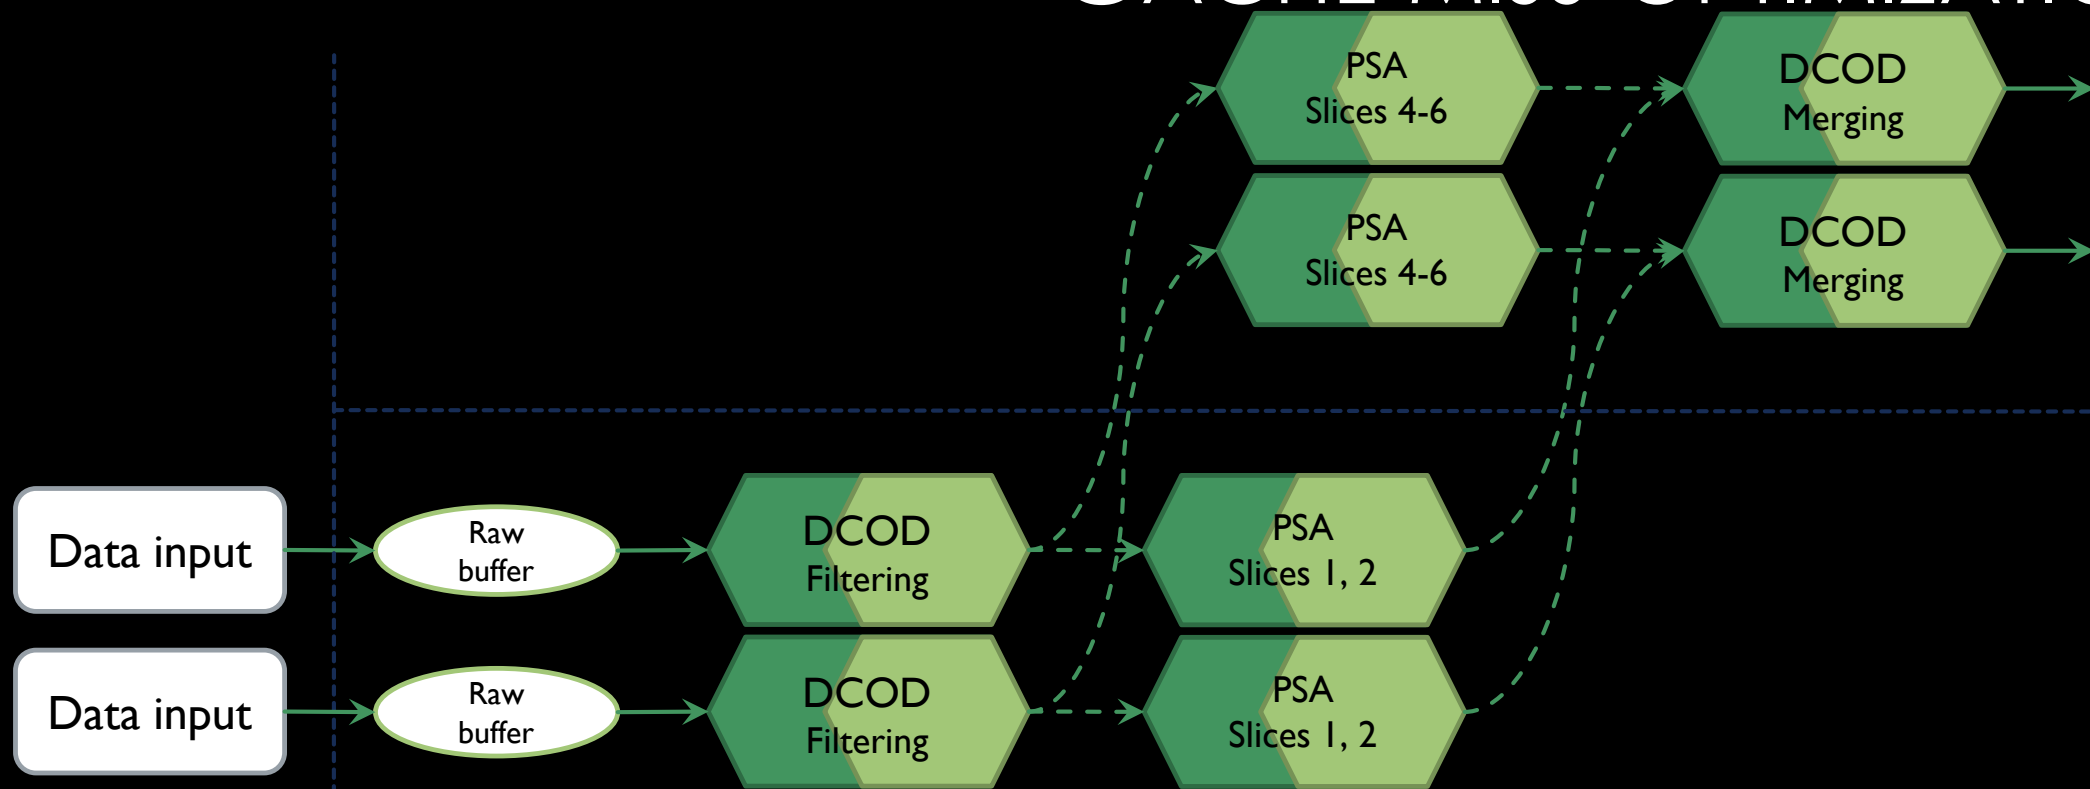 PSA
Slices 4-6
DCOD
Merging
PSA
Slices 4-6
DCOD
Merging
Data input
Raw
buffer
DCOD
Filtering
PSA
Slices 1, 2
Data input
Raw
buffer
DCOD
Filtering
PSA
Slices 1, 2